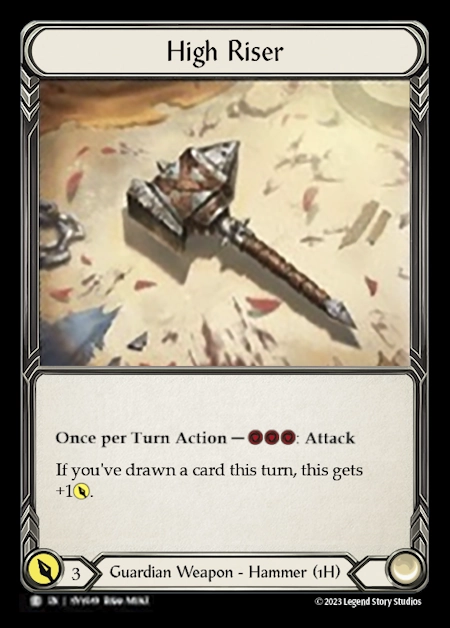 High Riser
Once per Turn Action — : Attack
If you've drawn a card this turn, this gets
+1.
3
Guardian Weapon - Hammer (1H)
© 2023 Legend Story Studios